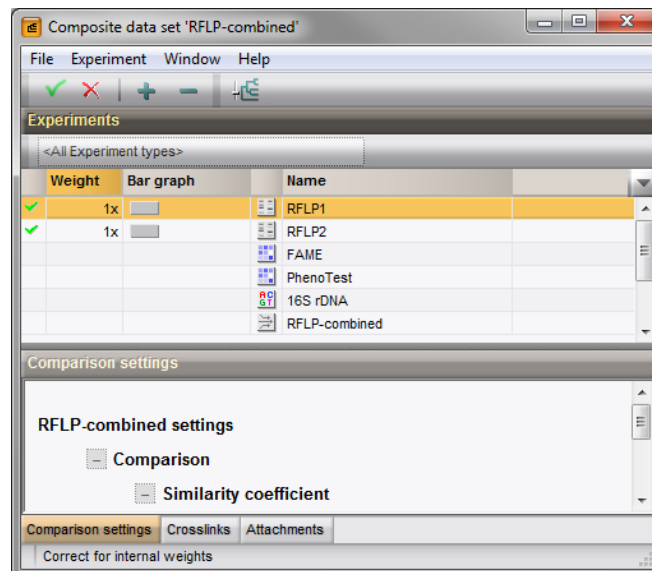 Composite data set 'RFLP-combined'
File Experiment Window Help
Experiments
<All Experiment types>
Weight Bar graph Name
1x RFLP1
1x RFLP2
FAME
PhenoTest
16S rDNA
RFLP-combined
Comparison settings
RFLP-combined settings
Comparison
Similarity coefficient
Comparison settings Crosslinks Attachments
Correct for internal weights